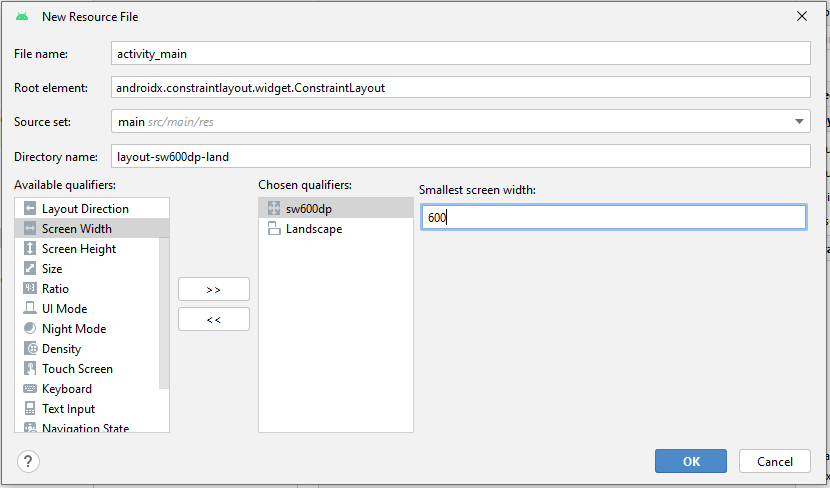 New Resource File
File name: activity_main
Root element: androidx.constraintlayout.widget.ConstraintLayout
Source set: main src/main/res
Directory name: layout-sw600dp-land
Available qualifiers:
Layout Direction
Screen Width
Screen Height
Size
Ratio
UI Mode
Night Mode
Density
Touch Screen
Keyboard
Text Input
Navigation State
>>
<<
Chosen qualifiers:
sw600dp
Landscape
Smallest screen width:
600
?
OK
Cancel